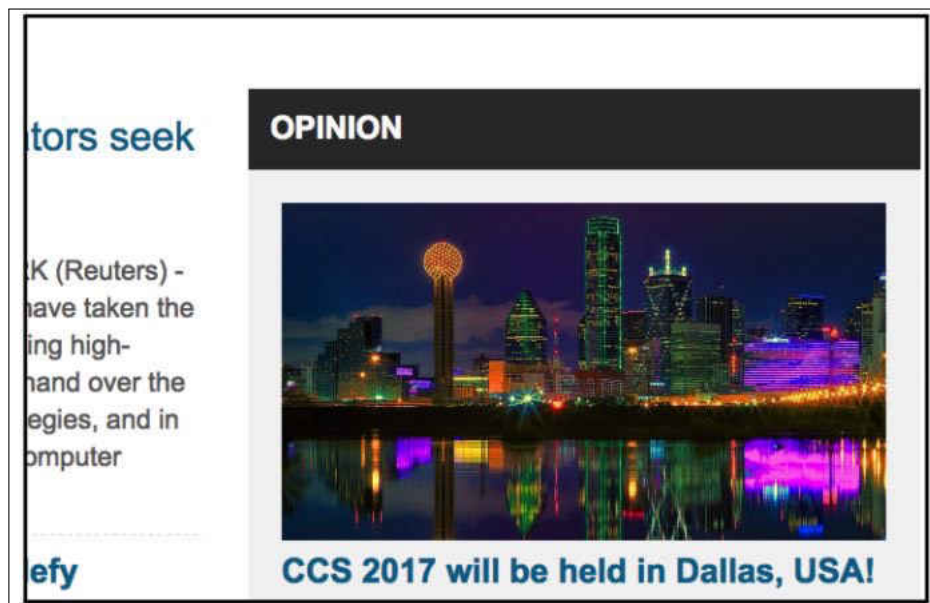 tors seek
K (Reuters) -
have taken the
ing high-
hand over the
egies, and in
omputer
efy
OPINION
CCS 2017 will be held in Dallas, USA!